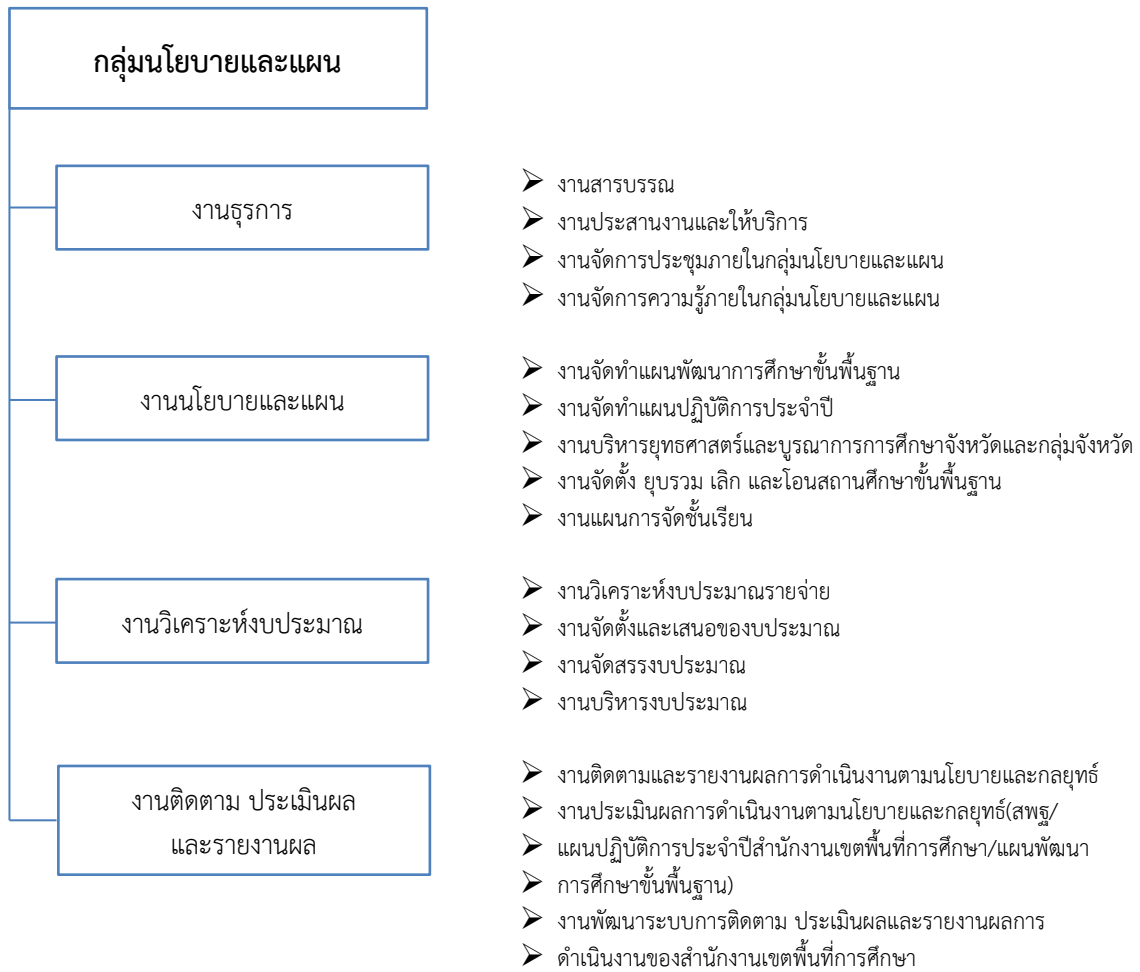 กลุ่มนโยบายและแผน
งานธุรการ
➢ งานสารบรรณ
➢ งานประสานงานและให้บริการ
➢ งานจัดการประชุมภายในกลุ่มนโยบายและแผน
➢ งานจัดการความรู้ภายในกลุ่มนโยบายและแผน
งานนโยบายและแผน
➢ งานจัดทำแผนพัฒนาการศึกษาขั้นพื้นฐาน
➢ งานจัดทำแผนปฏิบัติการประจำปี
➢ งานบริหารยุทธศาสตร์และบูรณาการการศึกษาจังหวัดและกลุ่มจังหวัด
➢ งานจัดตั้ง ยุบรวม เลิก และโอนสถานศึกษาขั้นพื้นฐาน
➢ งานแผนการจัดชั้นเรียน
งานวิเคราะห์งบประมาณ
➢ งานวิเคราะห์งบประมาณรายจ่าย
➢ งานจัดตั้งและเสนอของบประมาณ
➢ งานจัดสรรงบประมาณ
➢ งานบริหารงบประมาณ
งานติดตาม ประเมินผล
และรายงานผล
➢ งานติดตามและรายงานผลการดำเนินงานตามนโยบายและกลยุทธ์
➢ งานประเมินผลการดำเนินงานตามนโยบายและกลยุทธ์(สพฐ/
➢ แผนปฏิบัติการประจำปีสำนักงานเขตพื้นที่การศึกษา/แผนพัฒนา
➢ การศึกษาขั้นพื้นฐาน)
➢ งานพัฒนาระบบการติดตาม ประเมินผลและรายงานผลการ
➢ ดำเนินงานของสำนักงานเขตพื้นที่การศึกษา